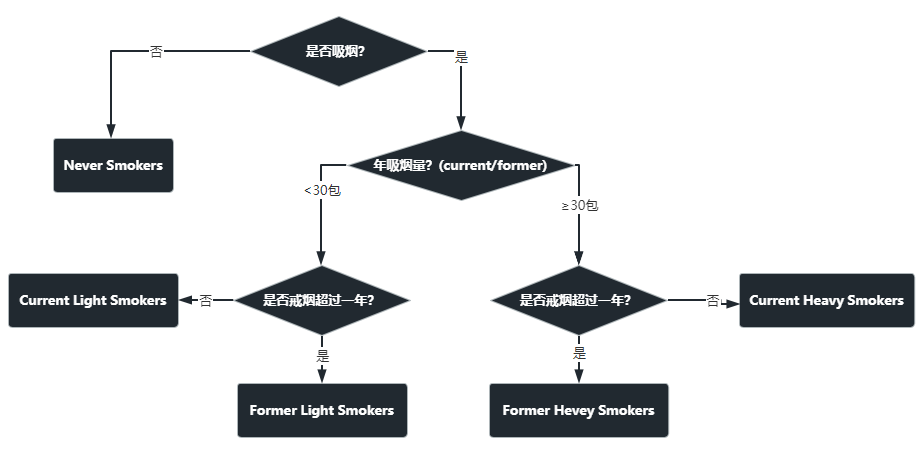 是否吸烟？
否
是
Never Smokers
年吸烟量？(current/former)
<30包
≥30包
Current Light Smokers
否
是否戒烟超过一年？
是否戒烟超过一年？
否
Current Heavy Smokers
是
是
Former Light Smokers
Former Hevey Smokers